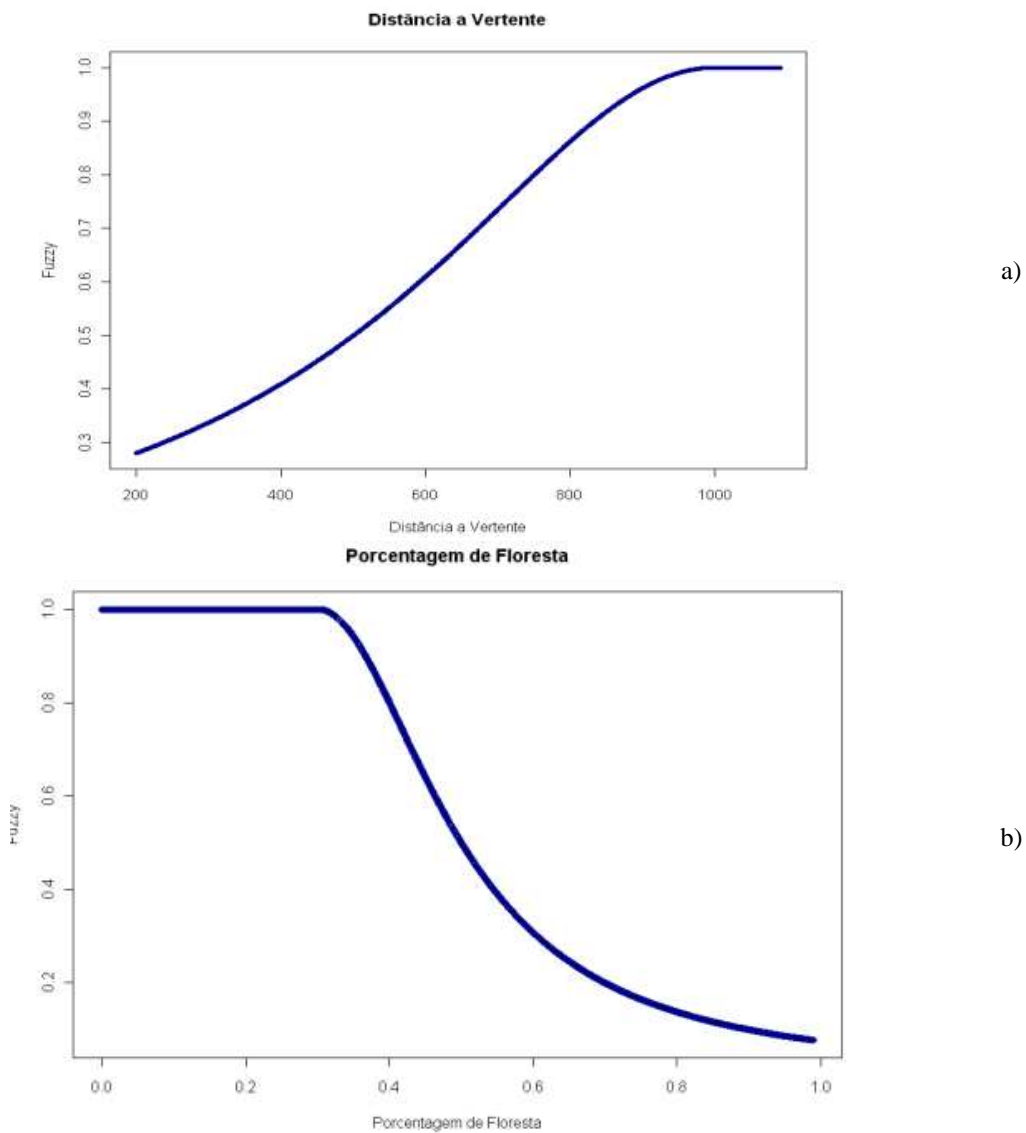 Distância a Vertente
1.0
0.9
0.8
0.7
0.6
0.5
0.4
0.3
Fuzzy
200 400 600 800 1000
Distância a Vertente
a)
Porcentagem de Floresta
1.0
0.8
0.6
0.4
0.2
Fuzzy
0.0 0.2 0.4 0.6 0.8 1.0
Porcentagem de Floresta
b)